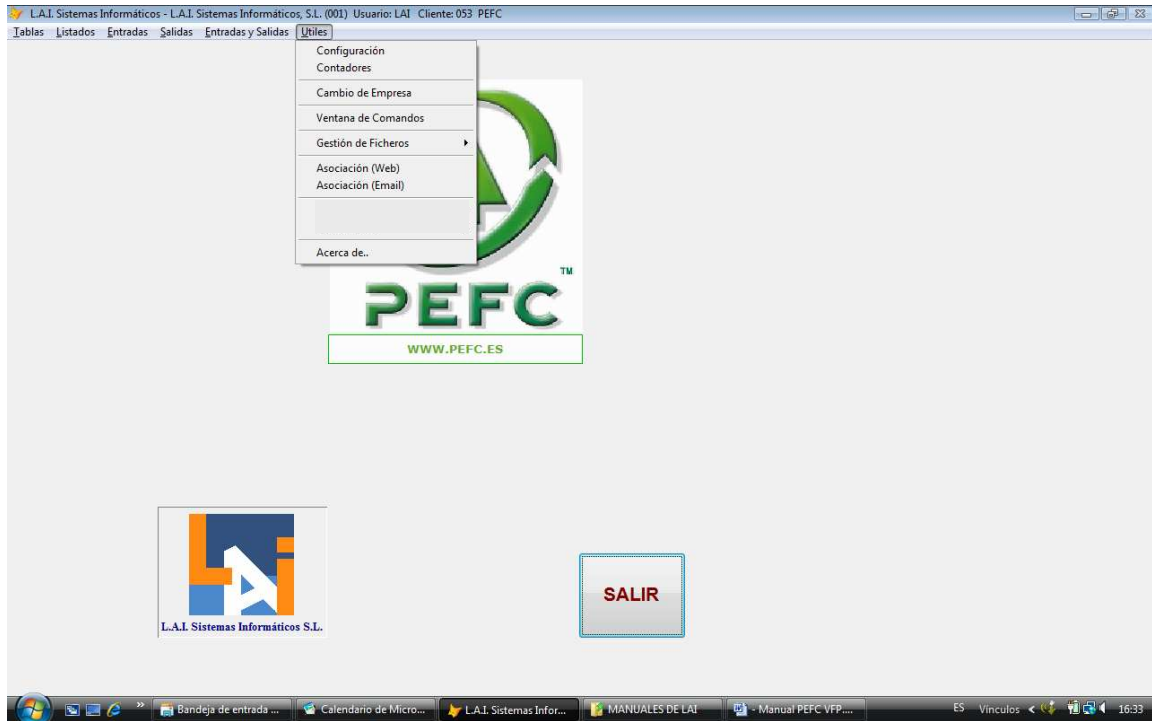 L.A.I. Sistemas Informáticos - L.A.I. Sistemas Informáticos, S.L. (001) Usuario: LAI Cliente: 053 PEFC
Tablas Listados Entradas Salidas Entradas y Salidas Utiles
Configuración
Contadores
Cambio de Empresa
Ventana de Comandos
Gestión de Ficheros
Asociación (Web)
Asociación (Email)
Acerca de..
TM
PEFC
WWW.PEFC.ES
LAi
L.A.I. Sistemas Informáticos S.L.
SALIR
Bandeja de entrada ... Calendario de Micro... L.A.I. Sistemas Infor... MANUALES DE LAI - Manual PEFC VFP.... ES Vínculos 16:33